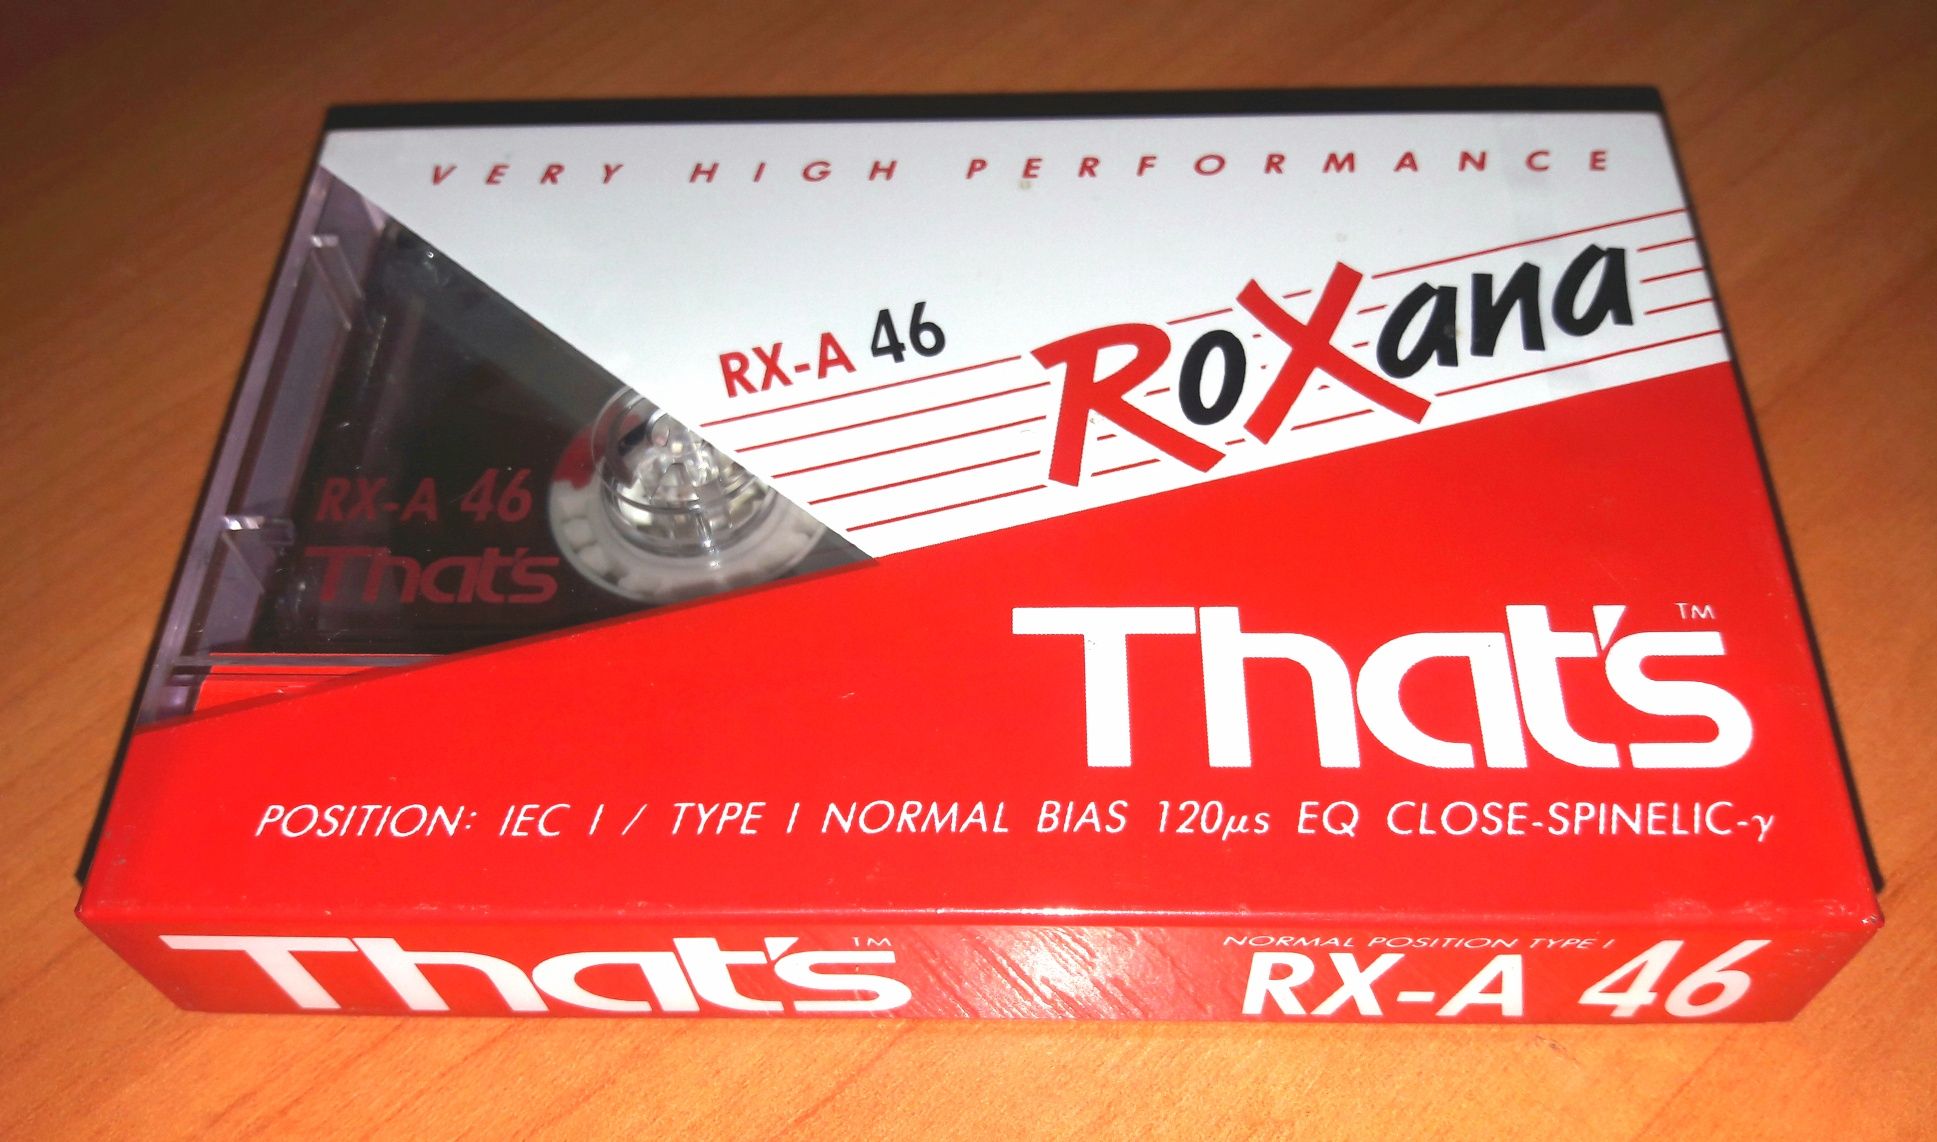 VERY HIGH PERFORMANCE
RX-A 46
RoXana
RX-A 46
That's
That's™
POSITION: IEC I / TYPE I NORMAL BIAS 120μs EQ CLOSE-SPINELIC-γ
That's™
NORMAL POSITION TYPE I
RX-A 46